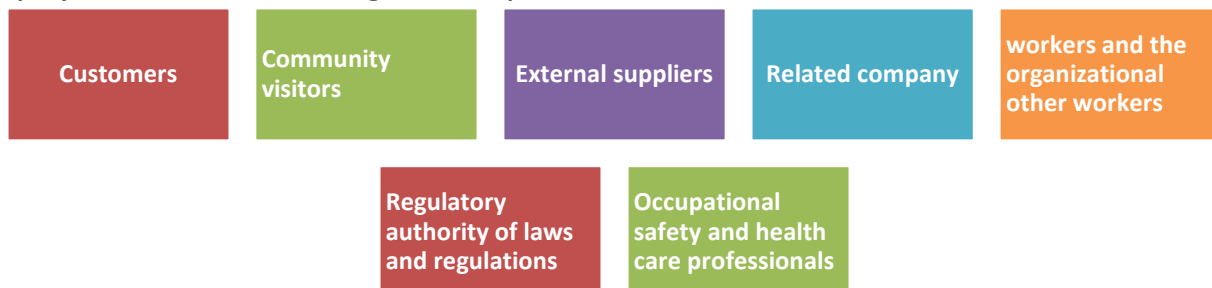 Customers
Community
visitors
External suppliers
Related company
workers and the
organizational
other workers
Regulatory
authority of laws
and regulations
Occupational
safety and health
care professionals